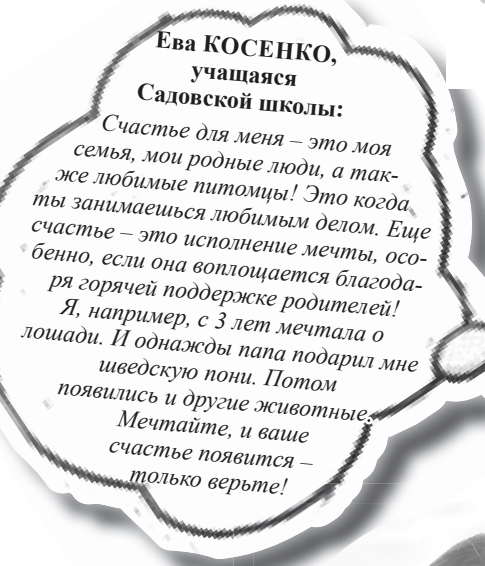 Ева КОСЕНКО,
учащаяся
Садовской школы:
Счастье для меня – это моя
семья, мои родные люди, а так-
же любимые питомцы! Это когда
ты занимаешься любимым делом. Еще
счастье – это исполнение мечты, осо-
бенно, если она воплощается благода-
ря горячей поддержке родителей!
Я, например, с 3 лет мечтала о
лошади. И однажды папа подарил мне
шведскую пони. Потом
появились и другие животные.
Мечтайте, и ваше
счастье появится –
только верьте!